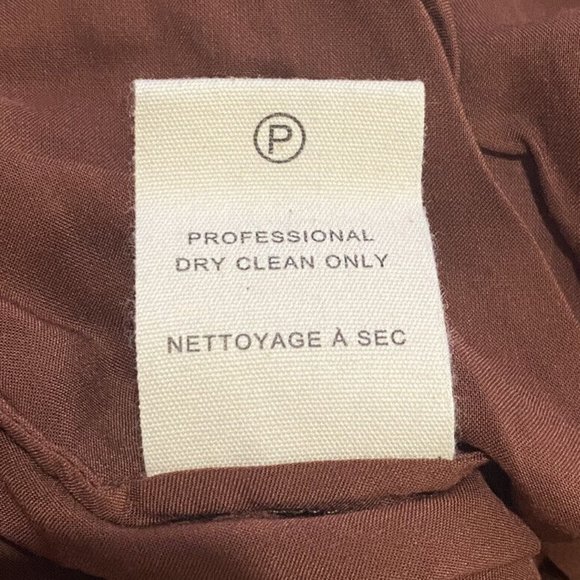 P
PROFESSIONAL
DRY CLEAN ONLY
NETTOYAGE À SEC